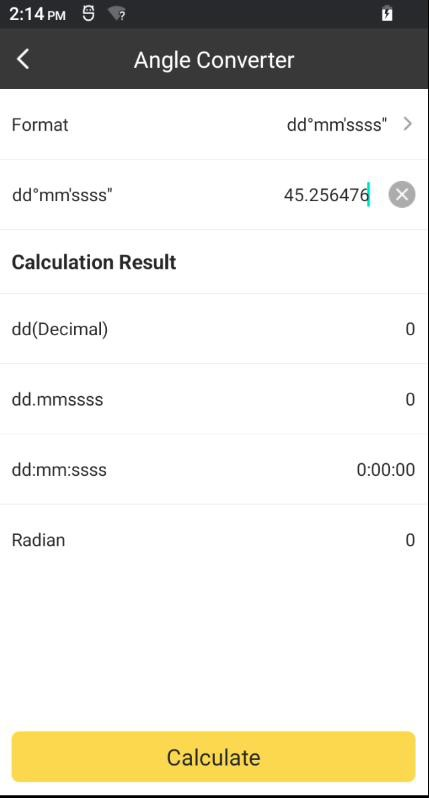 2:14 PM
Angle Converter
Format dd°mm'ssss"
dd°mm'ssss" 45.256476
Calculation Result
dd(Decimal) 0
dd.mmssss 0
dd:mm:ssss 0:00:00
Radian 0
Calculate